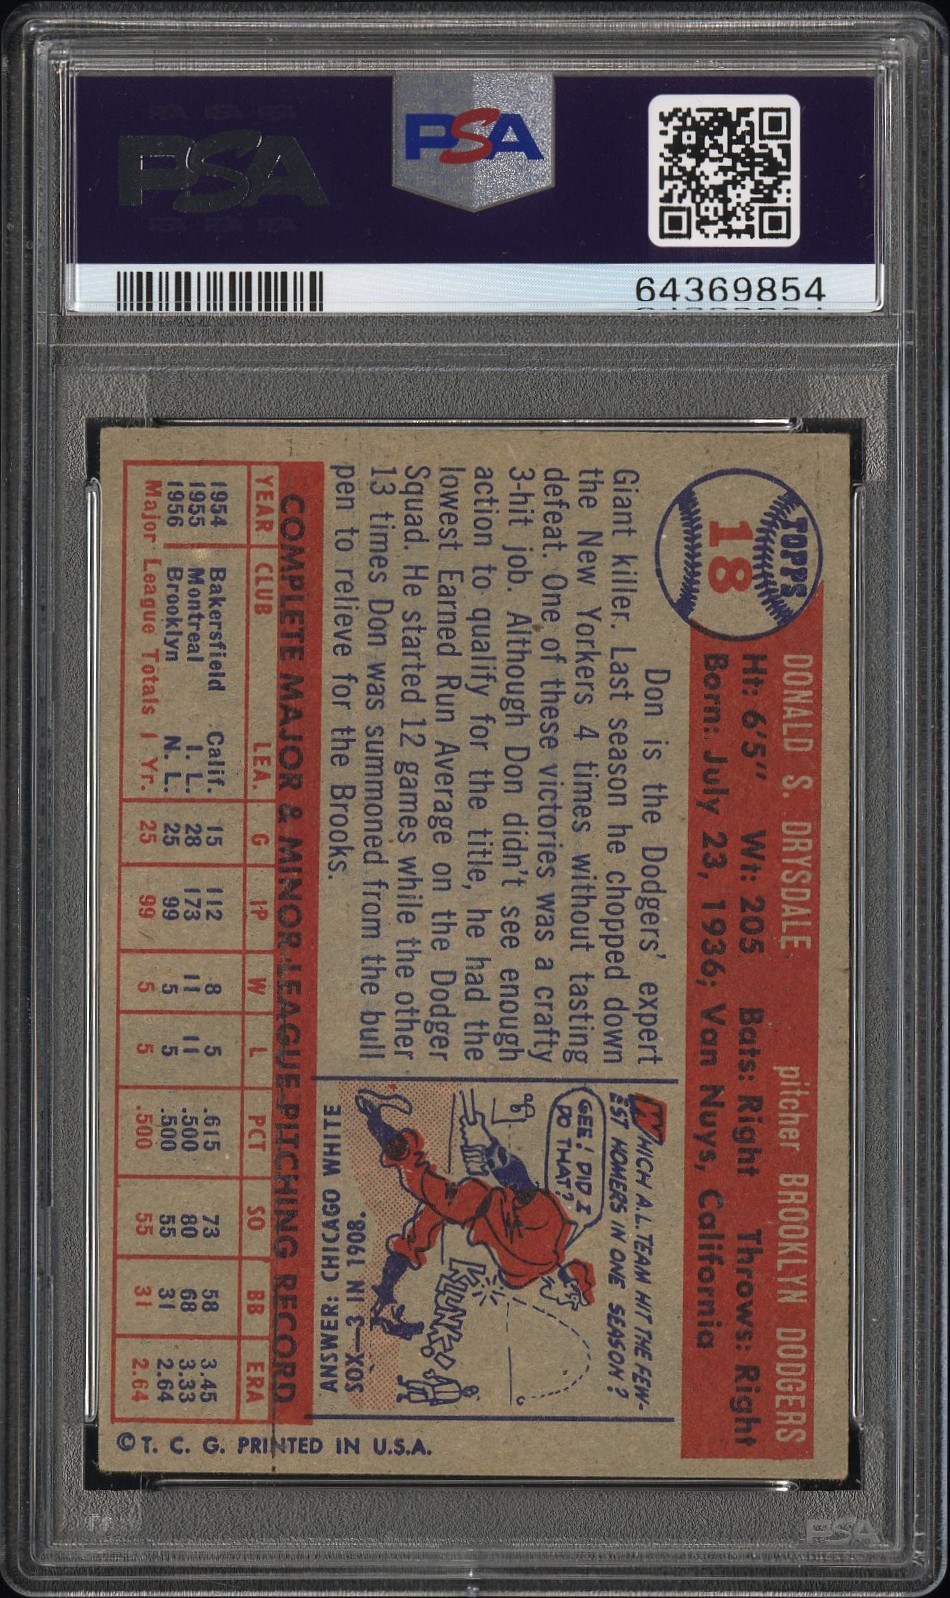 PSA
PSA
64369854
TOPPS
18
DONALD S. DRYSDALE pitcher BROOKLYN DODGERS
Ht: 6'5" Wt: 205 Bats: Right Throws: Right
Born: July 23, 1936; Van Nuys, California
Don is the Dodgers' expert
Giant killer. Last season he chopped down
the New Yorkers 4 times without tasting
defeat. One of these victories was a crafty
3-hit job. Although Don didn't see enough
action to qualify for the title, he had the
lowest Earned Run Average on the Dodger
Squad. He started 12 games while the other
13 times Don was summoned from the bull
pen to relieve for the Brooks.
WHICH A.L. TEAM HIT THE FEW-
EST HOMERS IN ONE SEASON?
GEE! DID I
DO THAT?
KLUNK!
ANSWER: CHICAGO WHITE
SOX—3 IN 1908.
COMPLETE MAJOR & MINOR LEAGUE PITCHING RECORD
YEAR CLUB LEA. G IP W L PCT SO BB ERA
1954 Bakersfield Calif. 15 112 8 5 .615 73 58 3.45
1955 Montreal I. L. 28 173 11 11 .500 80 68 3.33
1956 Brooklyn N. L. 25 99 5 5 .500 55 31 2.64
Major League Totals 1 Yr. 25 99 5 5 .500 55 31 2.64
© T. C. G. PRINTED IN U.S.A.
PSA